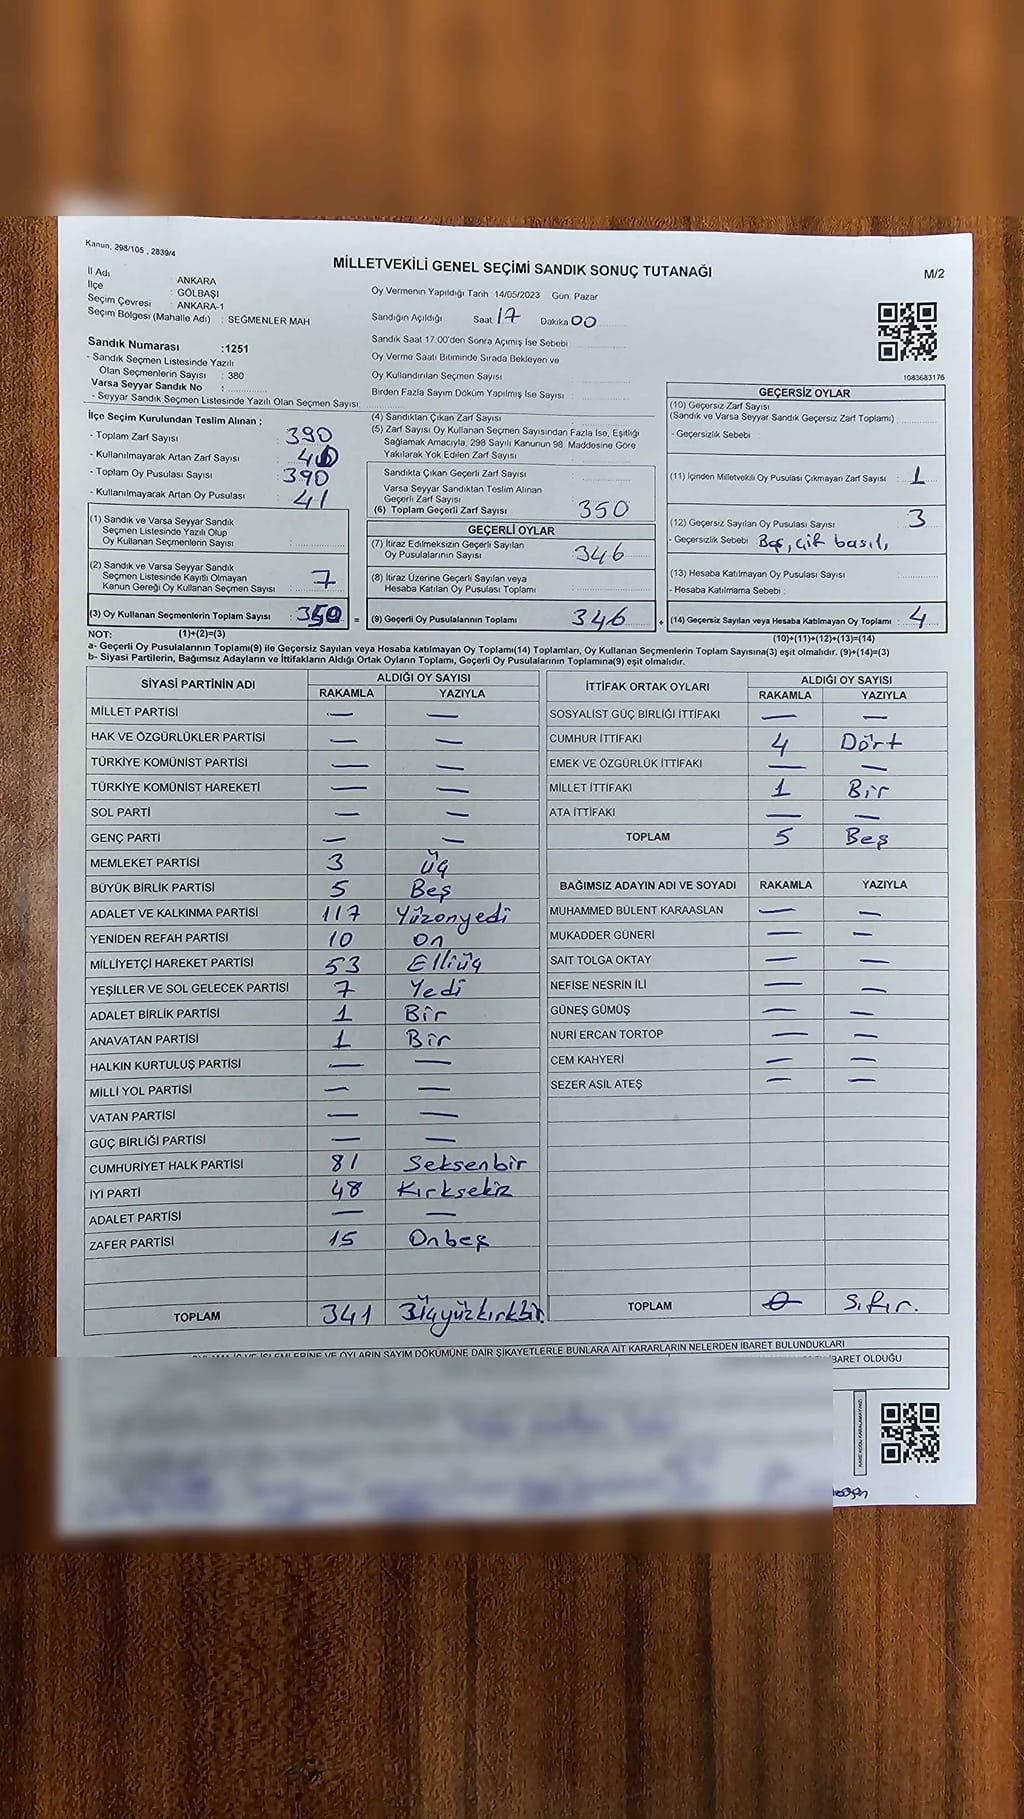 Kanun: 298/105 , 2839/4
MİLLETVEKİLİ GENEL SEÇİMİ SANDIK SONUÇ TUTANAĞI
M/2
İl Adı ANKARA
İlçe : GÖLBAŞI
Seçim Çevresi ANKARA-1
Seçim Bölgesi (Mahalle Adı) : SEĞMENLER MAH
Oy Vermenin Yapıldığı Tarih : 14/05/2023 Gün: Pazar
Sandığın Açıldığı Saat: 17 Dakika 00
Sandık Saat 17.00'den Sonra Açımış İse Sebebi
Oy Verme Saati Bitiminde Sırada Bekleyen ve
Oy Kullandırılan Seçmen Sayısı
Birden Fazla Sayım Döküm Yapılmış İse Sayısı :
1083683176
Sandık Numarası :1251
- Sandık Seçmen Listesinde Yazılı
Olan Seçmenlerin Sayısı : 380
Varsa Seyyar Sandık No :
- Seyyar Sandık Seçmen Listesinde Yazılı Olan Seçmen Sayısı:
İlçe Seçim Kurulundan Teslim Alınan ;
- Toplam Zarf Sayısı : 390
- Kullanılmayarak Artan Zarf Sayısı
- Toplam Oy Pusulası Sayısı : 390
- Kullanılmayarak Artan Oy Pusulası : 41
(1) Sandık ve Varsa Seyyar Sandık
Seçmen Listesinde Yazılı Olup
Oy Kullanan Seçmenlerin Sayısı :
(2) Sandık ve Varsa Seyyar Sandık
Seçmen Listesinde Kayıtlı Olmayan
Kanun Gereği Oy Kullanan Seçmen Sayısı : 7
(3) Oy Kullanan Seçmenlerin Toplam Sayısı : 350 =
(4) Sandıktan Çıkan Zarf Sayısı
(5) Zarf Sayısı Oy Kullanan Seçmen Sayısından Fazla İse, Eşitliği
Sağlamak Amacıyla, 298 Sayılı Kanunun 98. Maddesine Göre
Yakılarak Yok Edilen Zarf Sayısı
Sandıkta Çıkan Geçerli Zarf Sayısı
Varsa Seyyar Sandıktan Teslim Alınan
Geçerli Zarf Sayısı
(6) Toplam Geçerli Zarf Sayısı 350
GEÇERLİ OYLAR
(7) İtiraz Edilmeksizin Geçerli Sayılan
Oy Pusulalarının Sayısı : 346
(8) İtiraz Üzerine Geçerli Sayılan veya
Hesaba Katılan Oy Pusulası Toplamı :
(9) Geçerli Oy Pusulalarının Toplamı 346 +
GEÇERSİZ OYLAR
(10) Geçersiz Zarf Sayısı
(Sandık ve Varsa Seyyar Sandık Geçersiz Zarf Toplamı) :
- Geçersizlik Sebebi :
(11) İçinden Milletvekili Oy Pusulası Çıkmayan Zarf Sayısı : 1
(12) Geçersiz Sayılan Oy Pusulası Sayısı : 3
- Geçersizlik Sebebi Boş, çift basıl,
(13) Hesaba Katılmayan Oy Pusulası Sayısı :
- Hesaba Katılmama Sebebi :
(14) Geçersiz Sayılan veya Hesaba Katılmayan Oy Toplamı : 4
NOT: (1)+(2)=(3) (10)+(11)+(12)+(13)=(14)
a- Geçerli Oy Pusulalarının Toplamı(9) ile Geçersiz Sayılan veya Hesaba katılmayan Oy Toplamı(14) Toplamları, Oy Kullanan Seçmenlerin Toplam Sayısına(3) eşit olmalıdır. (9)+(14)=(3)
b- Siyasi Partilerin, Bağımsız Adayların ve İttifakların Aldığı Ortak Oyların Toplamı, Geçerli Oy Pusulalarının Toplamına(9) eşit olmalıdır.
SİYASİ PARTİNİN ADI ALDIĞI OY SAYISI
RAKAMLA YAZIYLA
MİLLET PARTİSİ — —
HAK VE ÖZGÜRLÜKLER PARTİSİ — —
TÜRKİYE KOMÜNİST PARTİSİ — —
TÜRKİYE KOMÜNİST HAREKETİ — —
SOL PARTİ — —
GENÇ PARTİ — —
MEMLEKET PARTİSİ 3 Üç
BÜYÜK BİRLİK PARTİSİ 5 Beş
ADALET VE KALKINMA PARTİSİ 117 Yüzonyedi
YENİDEN REFAH PARTİSİ 10 On
MİLLİYETÇİ HAREKET PARTİSİ 53 Elliüç
YEŞİLLER VE SOL GELECEK PARTİSİ 7 Yedi
ADALET BİRLİK PARTİSİ 1 Bir
ANAVATAN PARTİSİ 1 Bir
HALKIN KURTULUŞ PARTİSİ — —
MİLLİ YOL PARTİSİ — —
VATAN PARTİSİ — —
GÜÇ BİRLİĞİ PARTİSİ — —
CUMHURİYET HALK PARTİSİ 81 Seksenbir
İYİ PARTİ 48 Kırksekiz
ADALET PARTİSİ — —
ZAFER PARTİSİ 15 Onbeş
TOPLAM 341 Üçyüzkırkbir.
İTTİFAK ORTAK OYLARI ALDIĞI OY SAYISI
RAKAMLA YAZIYLA
SOSYALİST GÜÇ BİRLİĞİ İTTİFAKI — —
CUMHUR İTTİFAKI 4 Dört
EMEK VE ÖZGÜRLÜK İTTİFAKI — —
MİLLET İTTİFAKI 1 Bir
ATA İTTİFAKI — —
TOPLAM 5 Beş
BAĞIMSIZ ADAYIN ADI VE SOYADI RAKAMLA YAZIYLA
MUHAMMED BÜLENT KARAASLAN — —
MUKADDER GÜNERİ — —
SAİT TOLGA OKTAY — —
NEFİSE NESRİN İLİ — —
GÜNEŞ GÜMÜŞ — —
NURİ ERCAN TORTOP — —
CEM KAHYERİ — —
SEZER ASİL ATEŞ — —
TOPLAM 0 Sıfır.
İŞLEMLERİNE VE OYLARIN SAYIM DÖKÜMÜNE DAİR ŞİKAYETLERLE BUNLARA AİT KARARLARIN NELERDEN İBARET BULUNDUKLARI
İBARET OLDUĞU
KARE KODU KARALAMAYINIZ